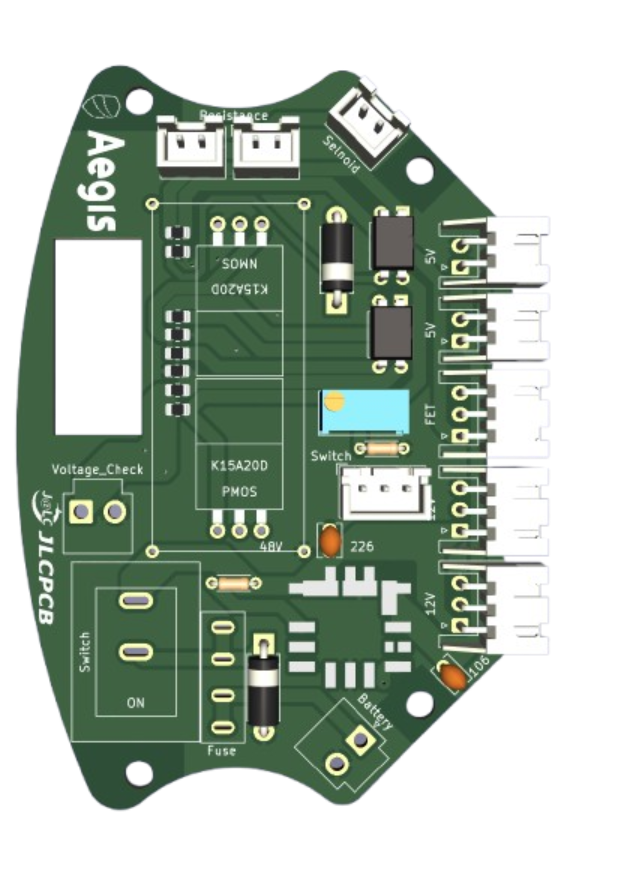 Resistance
Selnoid
Aegis
NMOS
K15A20D
5V
5V
FET
Switch
12V
K15A20D
PMOS
Voltage_Check
48V
226
JLCPCB
12V
Switch
ON
Fuse
106
Battery